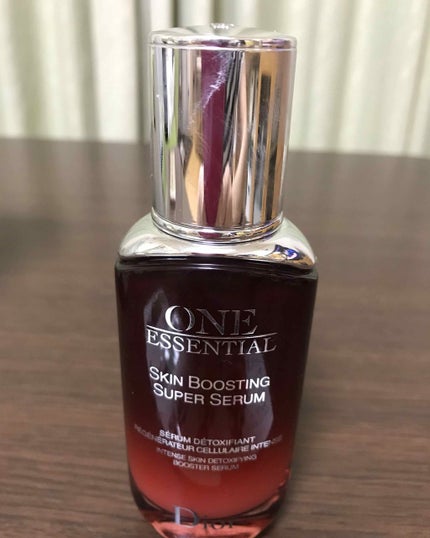 ONE
ESSENTIAL
SKIN BOOSTING
SUPER SERUM
SÉRUM DÉTOXIFIANT
RÉGÉNÉRATEUR CELLULAIRE INTENSE
INTENSE SKIN DETOXIFYING
BOOSTER SERUM
Dior